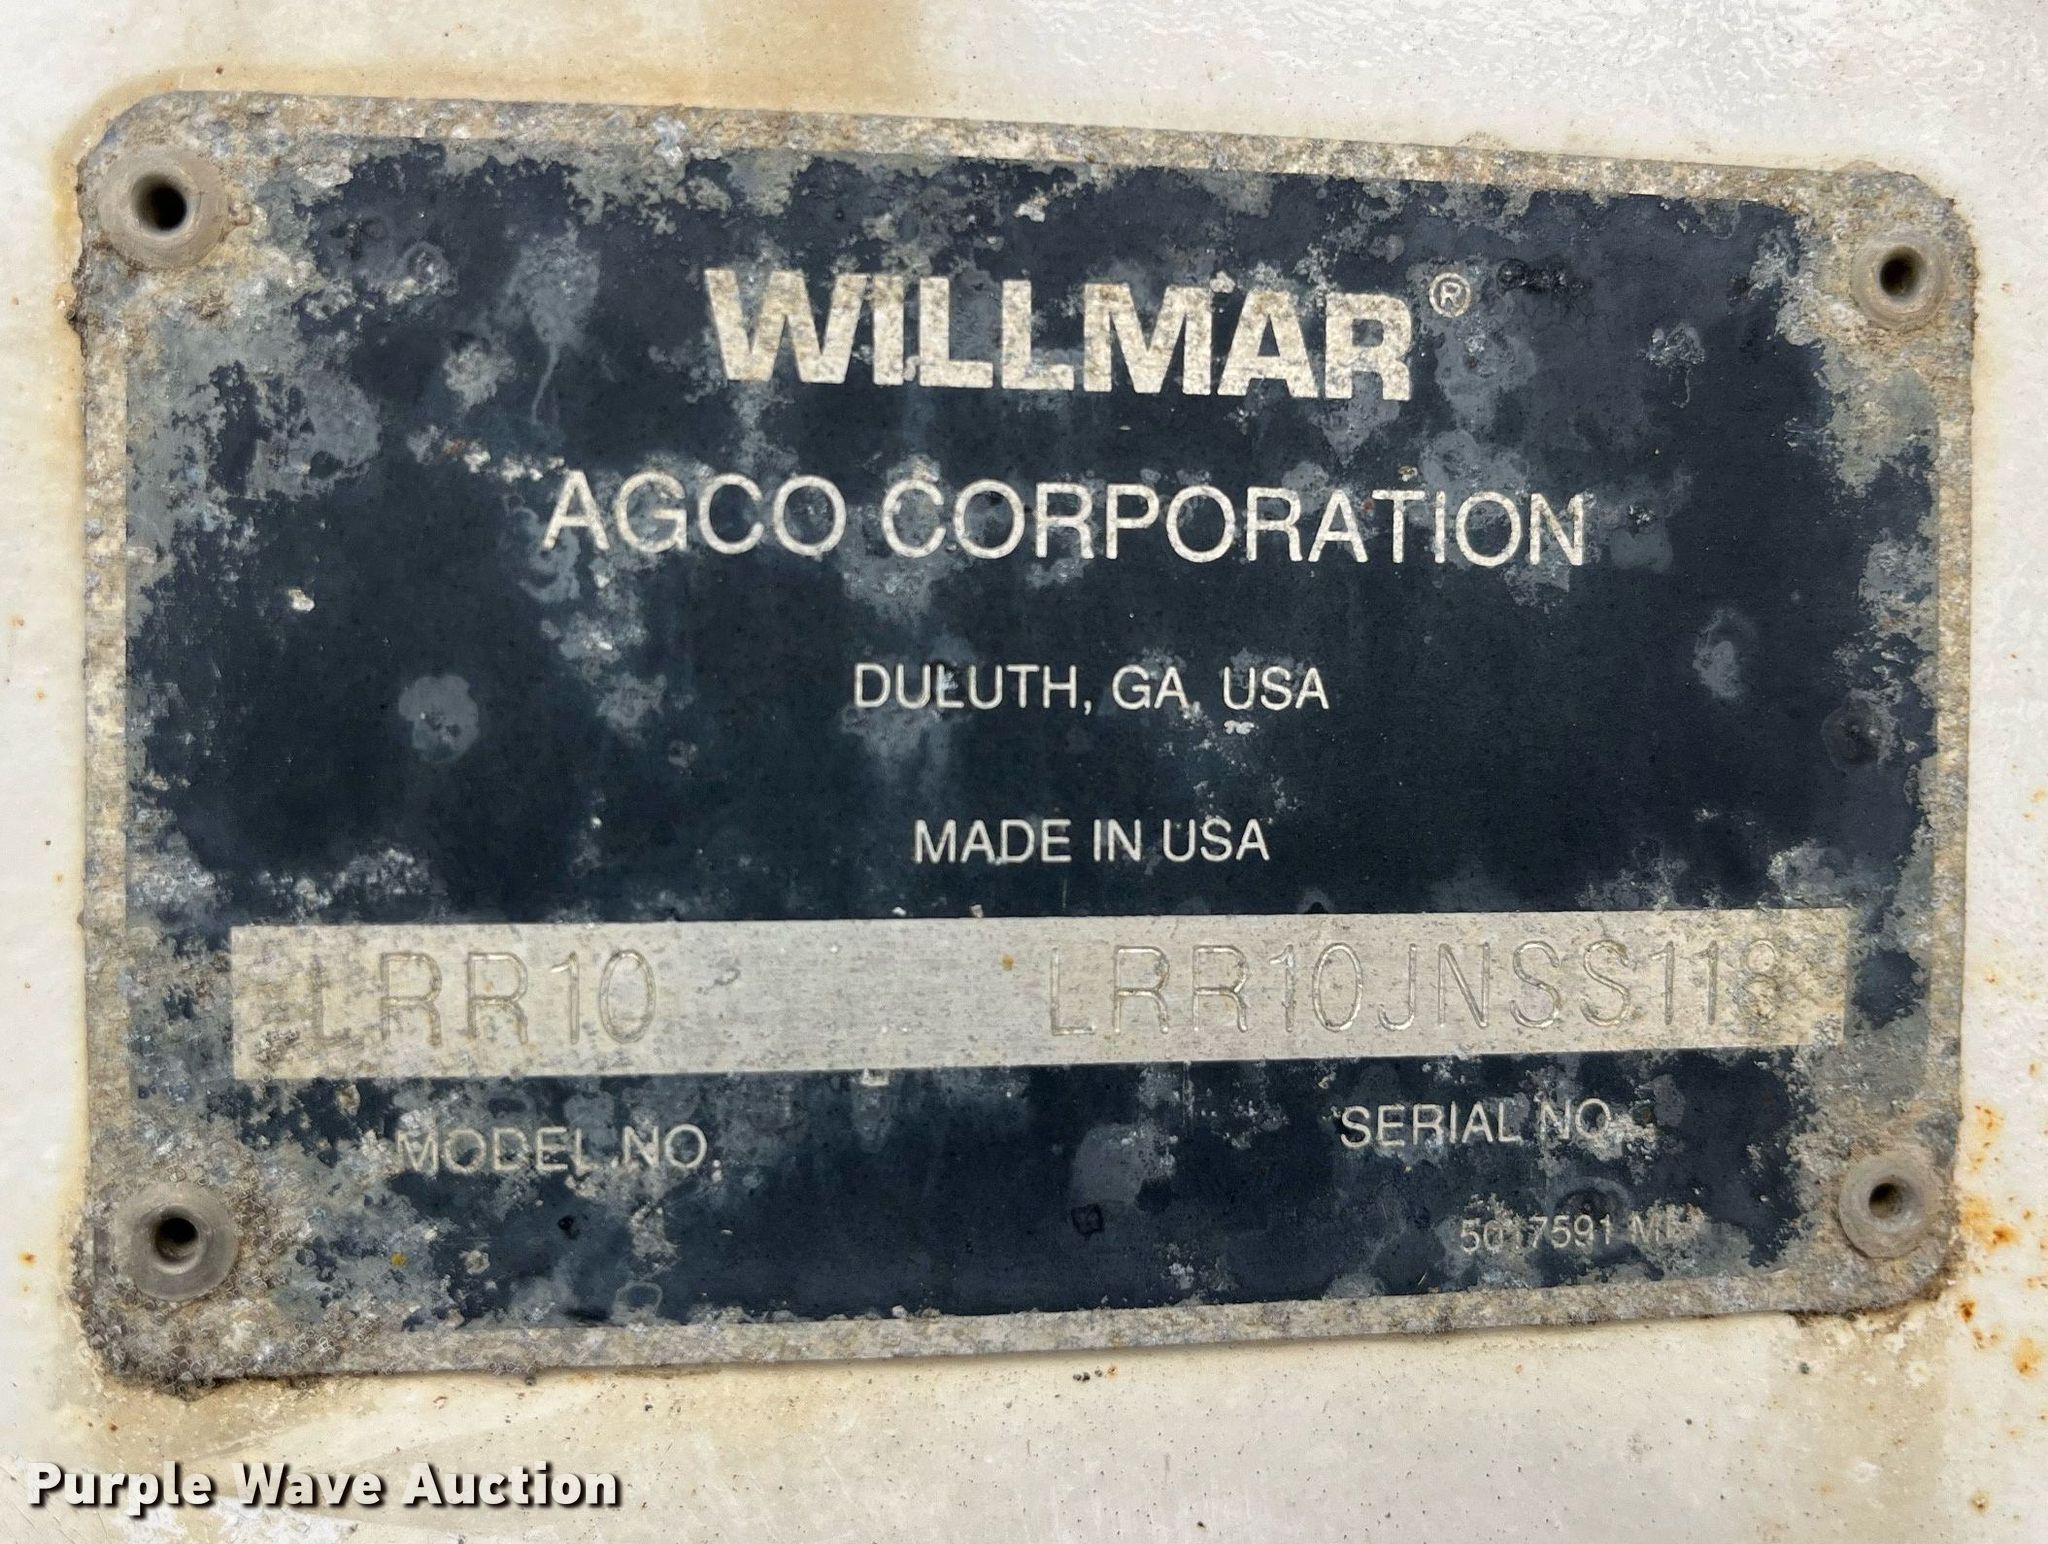 WILLMAR®
AGCO CORPORATION
DULUTH, GA, USA
MADE IN USA
LRR10 LRR10JNSS118
MODEL NO. SERIAL NO.
5017591
Purple Wave Auction